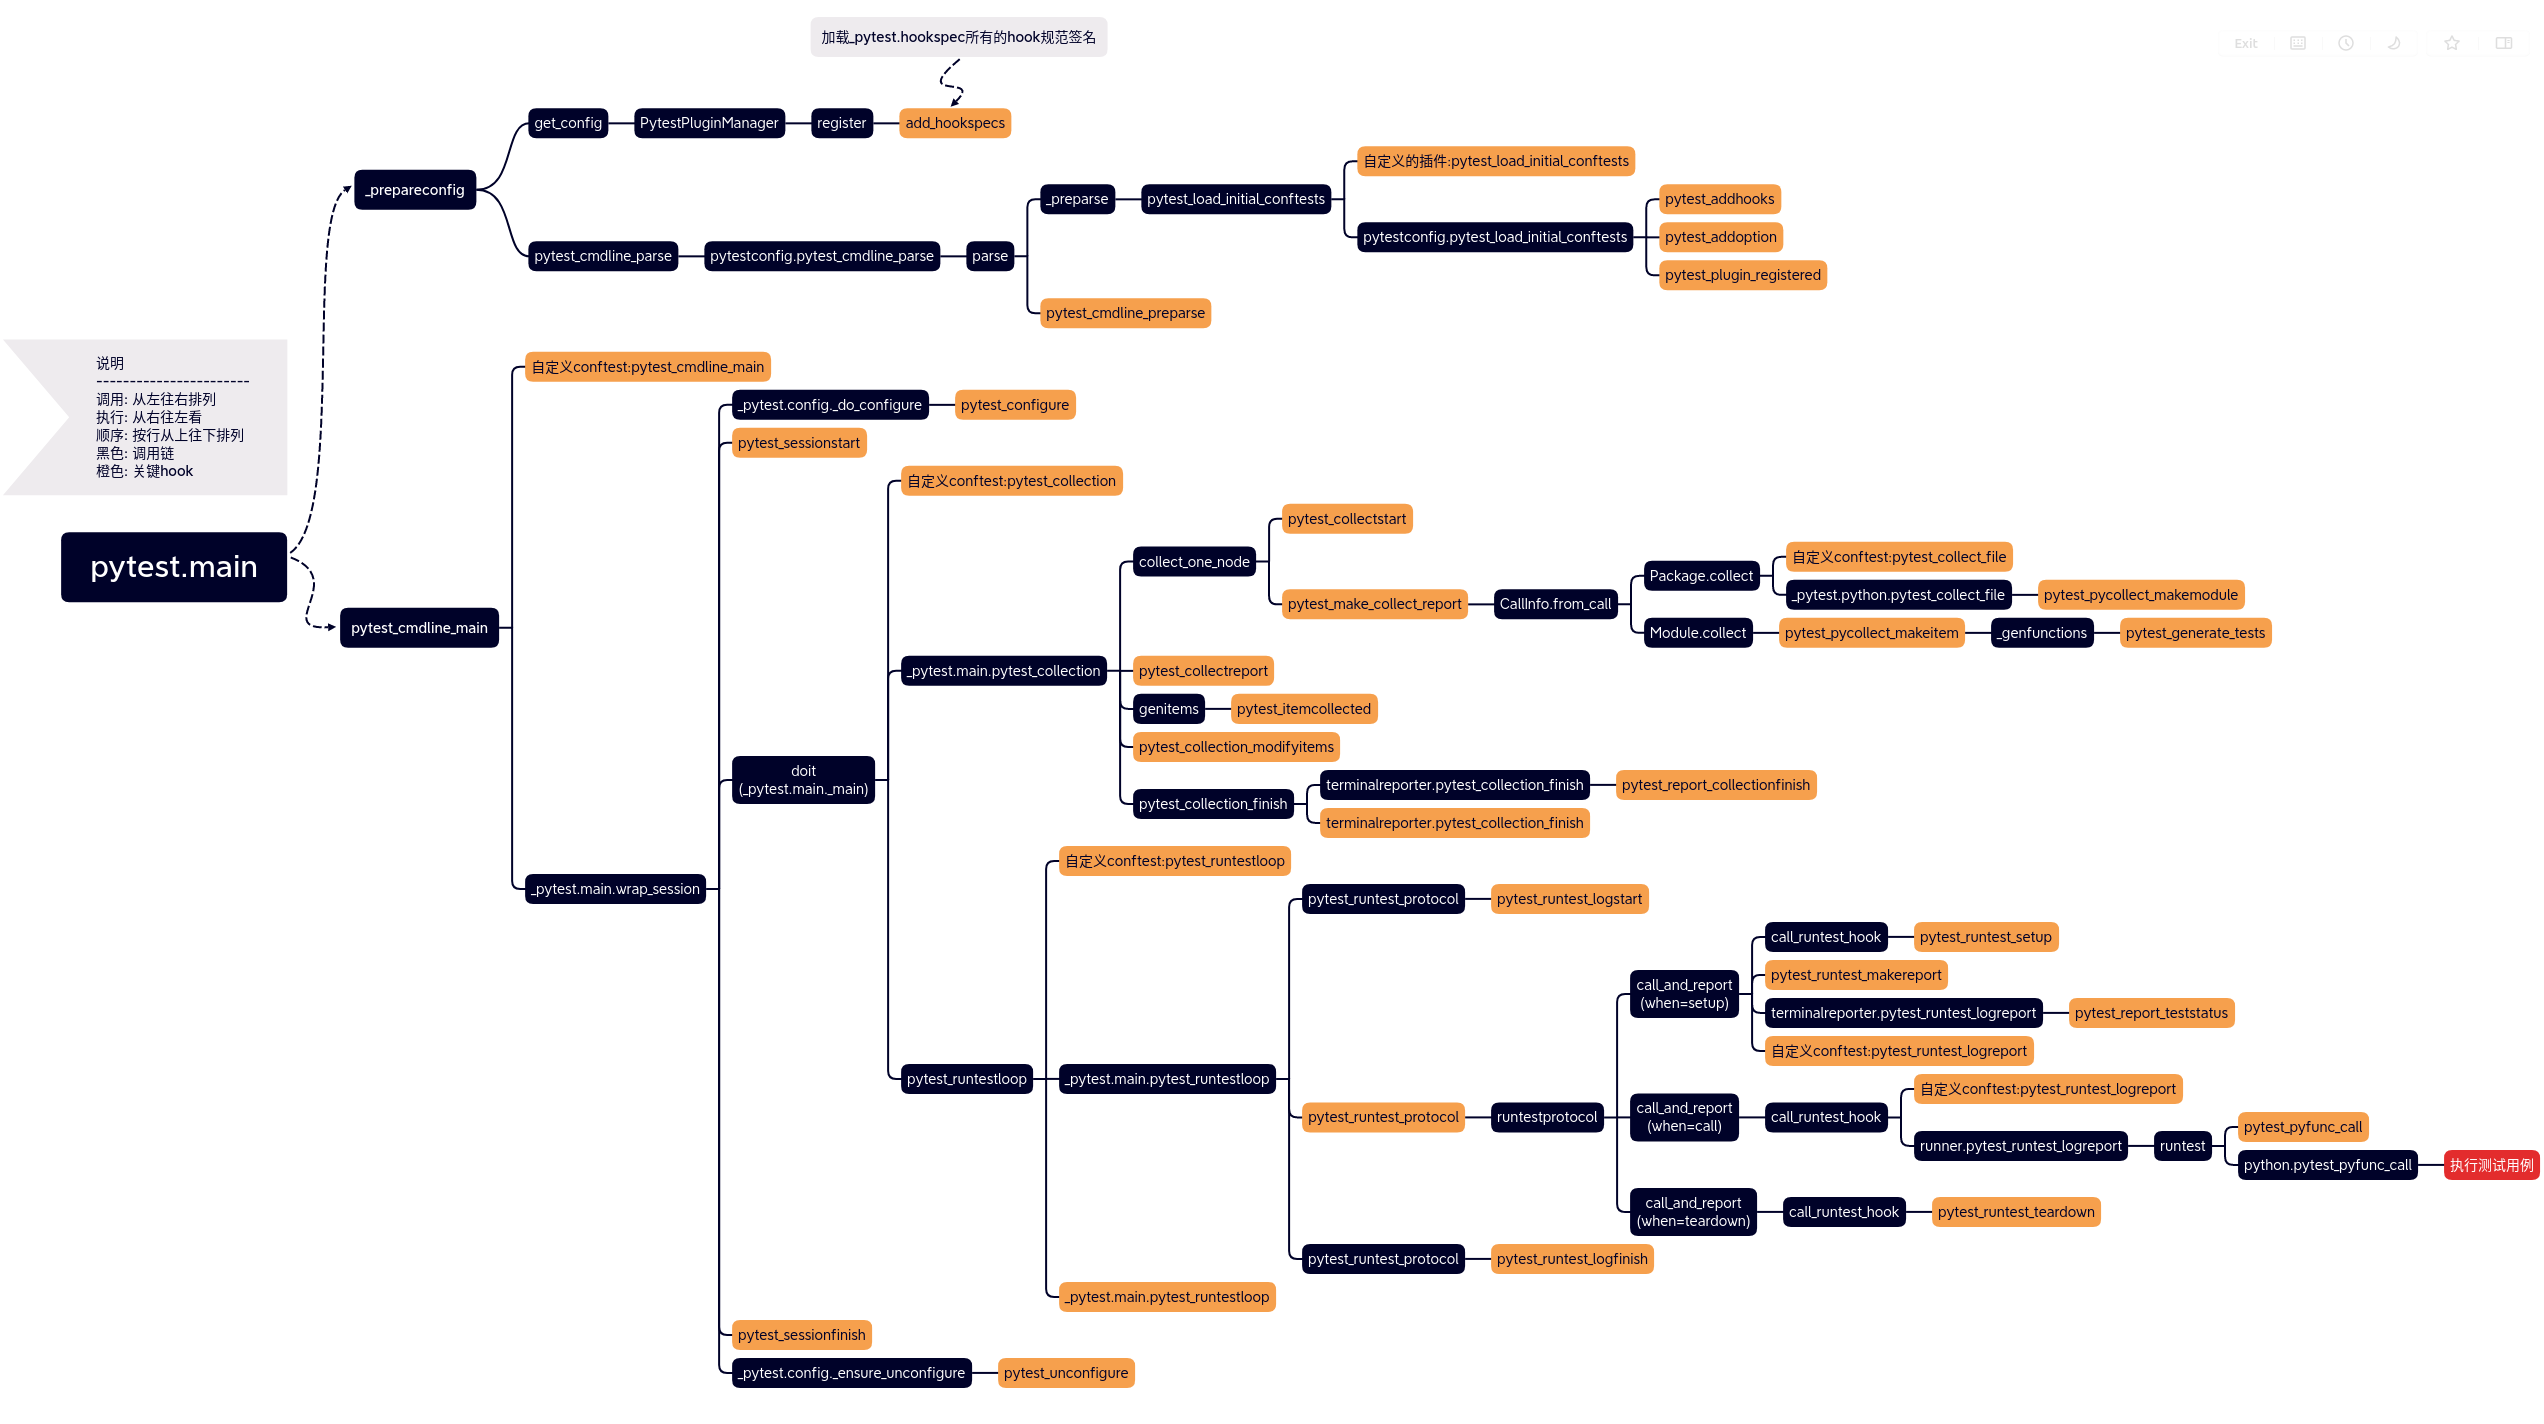 加载_pytest.hookspec所有的hook规范签名
Exit
get_config
PytestPluginManager
register
add_hookspecs
_prepareconfig
自定义的插件:pytest_load_initial_conftests
_preparse
pytest_load_initial_conftests
pytest_addhooks
pytestconfig.pytest_load_initial_conftests
pytest_addoption
pytest_cmdline_parse
pytestconfig.pytest_cmdline_parse
parse
pytest_plugin_registered
pytest_cmdline_preparse
说明
-----------------------
调用: 从左往右排列
执行: 从右往左看
顺序: 按行从上往下排列
黑色: 调用链
橙色: 关键hook
pytest.main
pytest_cmdline_main
自定义conftest:pytest_cmdline_main
_pytest.config._do_configure
pytest_configure
pytest_sessionstart
自定义conftest:pytest_collection
pytest_collectstart
collect_one_node
自定义conftest:pytest_collect_file
Package.collect
_pytest.python.pytest_collect_file
pytest_pycollect_makemodule
pytest_make_collect_report
CallInfo.from_call
Module.collect
pytest_pycollect_makeitem
_genfunctions
pytest_generate_tests
_pytest.main.pytest_collection
pytest_collectreport
genitems
pytest_itemcollected
pytest_collection_modifyitems
doit
(_pytest.main._main)
terminalreporter.pytest_collection_finish
pytest_report_collectionfinish
pytest_collection_finish
terminalreporter.pytest_collection_finish
自定义conftest:pytest_runtestloop
_pytest.main.wrap_session
pytest_runtest_protocol
pytest_runtest_logstart
call_runtest_hook
pytest_runtest_setup
call_and_report
(when=setup)
pytest_runtest_makereport
terminalreporter.pytest_runtest_logreport
pytest_report_teststatus
自定义conftest:pytest_runtest_logreport
pytest_runtestloop
_pytest.main.pytest_runtestloop
自定义conftest:pytest_runtest_logreport
pytest_runtest_protocol
runtestprotocol
call_and_report
(when=call)
call_runtest_hook
pytest_pyfunc_call
runner.pytest_runtest_logreport
runtest
python.pytest_pyfunc_call
执行测试用例
call_and_report
(when=teardown)
call_runtest_hook
pytest_runtest_teardown
pytest_runtest_protocol
pytest_runtest_logfinish
_pytest.main.pytest_runtestloop
pytest_sessionfinish
_pytest.config._ensure_unconfigure
pytest_unconfigure